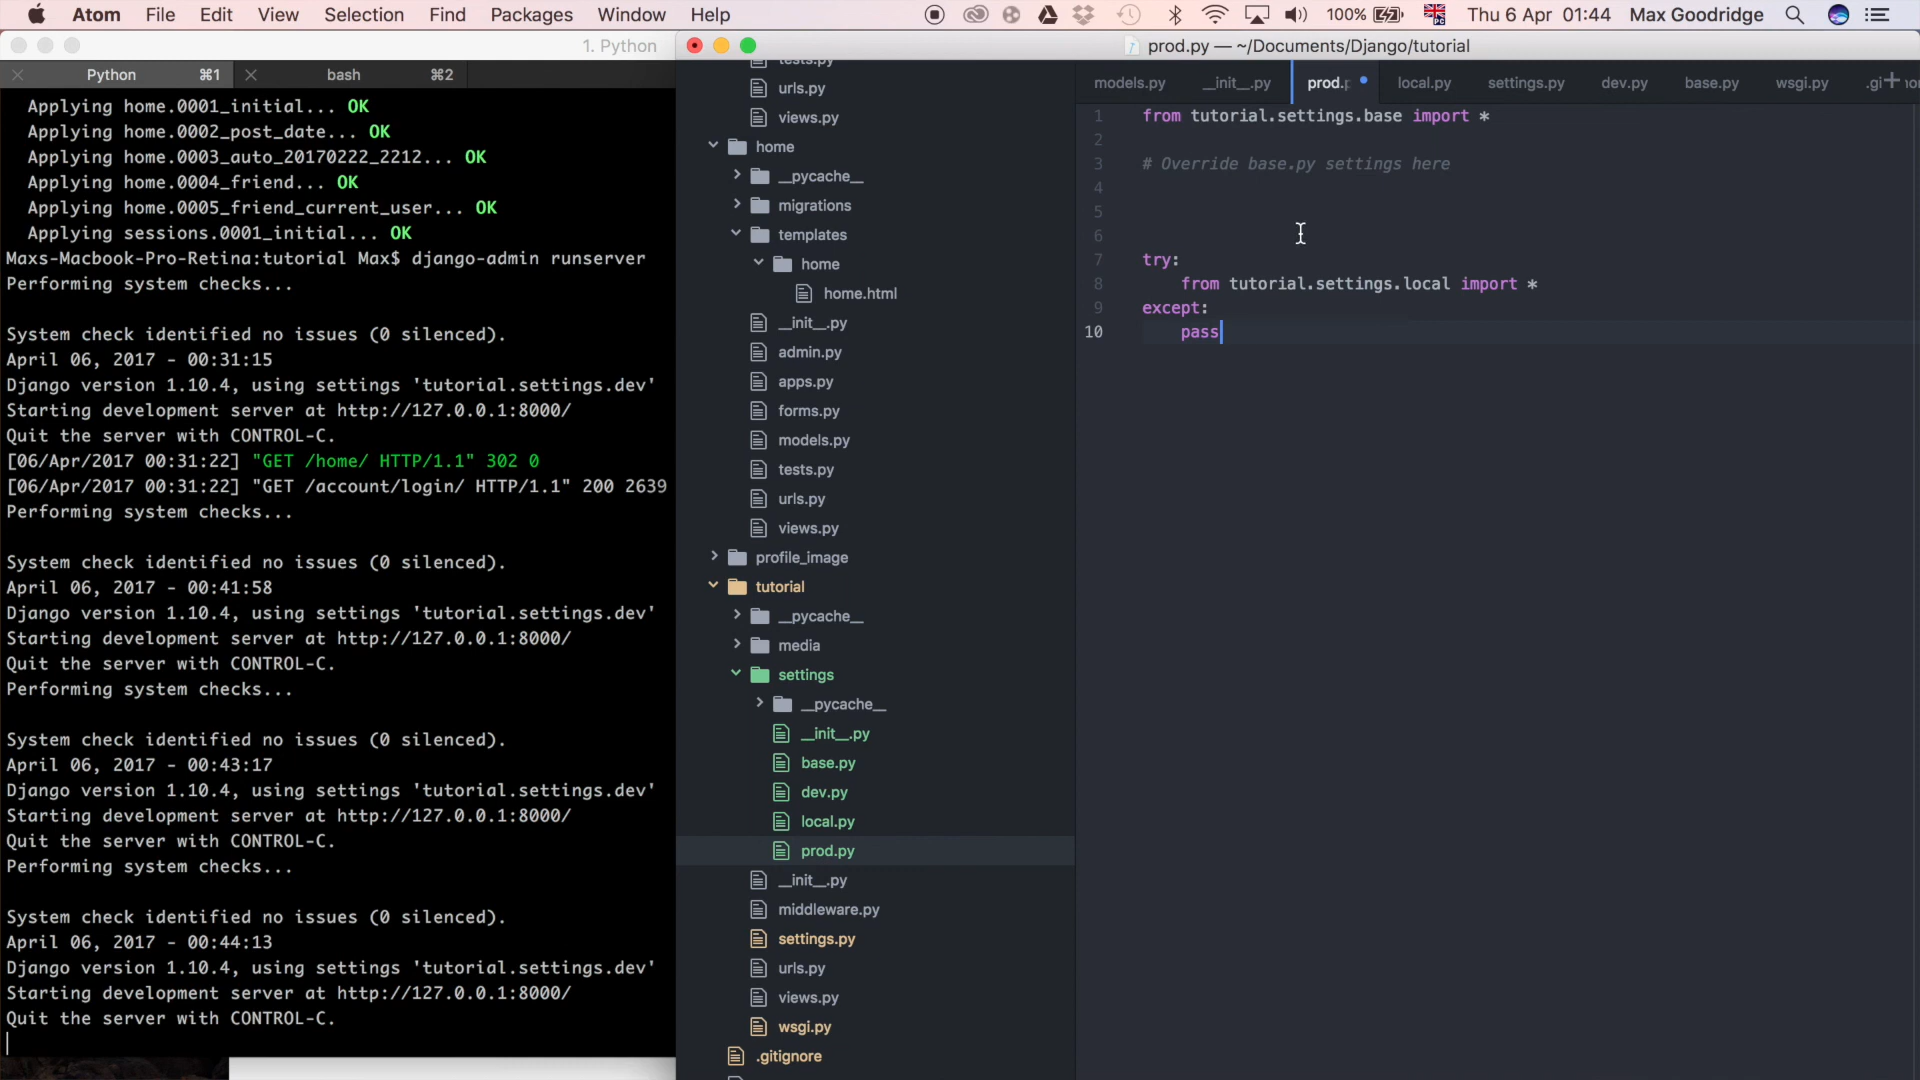 Atom File Edit View Selection Find Packages Window Help 100% Thu 6 Apr 01:44 Max Goodridge
1. Python
Python ⌘1 bash ⌘2
Applying home.0001_initial... OK
Applying home.0002_post_date... OK
Applying home.0003_auto_20170222_2212... OK
Applying home.0004_friend... OK
Applying home.0005_friend_current_user... OK
Applying sessions.0001_initial... OK
Maxs-Macbook-Pro-Retina:tutorial Max$ django-admin runserver
Performing system checks...
System check identified no issues (0 silenced).
April 06, 2017 - 00:31:15
Django version 1.10.4, using settings 'tutorial.settings.dev'
Starting development server at http://127.0.0.1:8000/
Quit the server with CONTROL-C.
[06/Apr/2017 00:31:22] "GET /home/ HTTP/1.1" 302 0
[06/Apr/2017 00:31:22] "GET /account/login/ HTTP/1.1" 200 2639
Performing system checks...
System check identified no issues (0 silenced).
April 06, 2017 - 00:41:58
Django version 1.10.4, using settings 'tutorial.settings.dev'
Starting development server at http://127.0.0.1:8000/
Quit the server with CONTROL-C.
Performing system checks...
System check identified no issues (0 silenced).
April 06, 2017 - 00:43:17
Django version 1.10.4, using settings 'tutorial.settings.dev'
Starting development server at http://127.0.0.1:8000/
Quit the server with CONTROL-C.
Performing system checks...
System check identified no issues (0 silenced).
April 06, 2017 - 00:44:13
Django version 1.10.4, using settings 'tutorial.settings.dev'
Starting development server at http://127.0.0.1:8000/
Quit the server with CONTROL-C.
prod.py — ~/Documents/Django/tutorial
tests.py
urls.py
views.py
home
__pycache__
migrations
templates
home
home.html
__init__.py
admin.py
apps.py
forms.py
models.py
tests.py
urls.py
views.py
profile_image
tutorial
__pycache__
media
settings
__pycache__
__init__.py
base.py
dev.py
local.py
prod.py
__init__.py
middleware.py
settings.py
urls.py
views.py
wsgi.py
.gitignore
models.py __init__.py prod.p local.py settings.py dev.py base.py wsgi.py .gi
1 from tutorial.settings.base import *
2
3 # Override base.py settings here
4
5
6
7 try:
8 from tutorial.settings.local import *
9 except:
10 pass